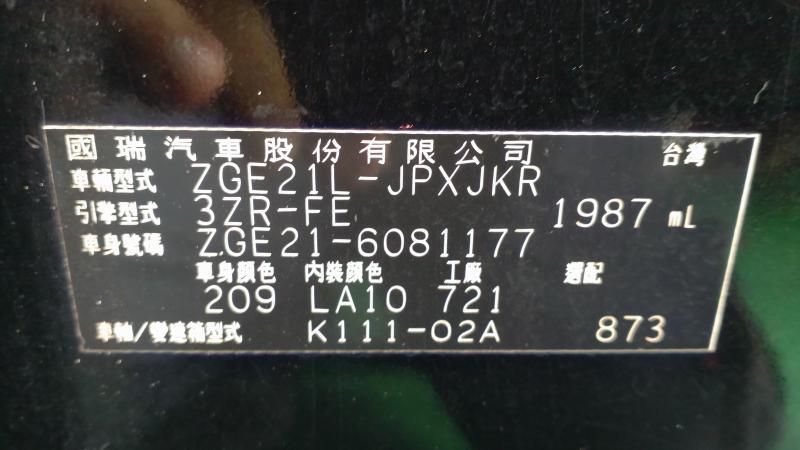 國瑞汽車股份有限公司 台灣
車輛型式 ZGE21L-JPXJKR
引擎型式 3ZR-FE 1987 mL
車身號碼 ZGE21-6081177
車身顏色 內裝顏色 工廠 選配
209 LA10 721
車軸/變速箱型式 K111-02A 873